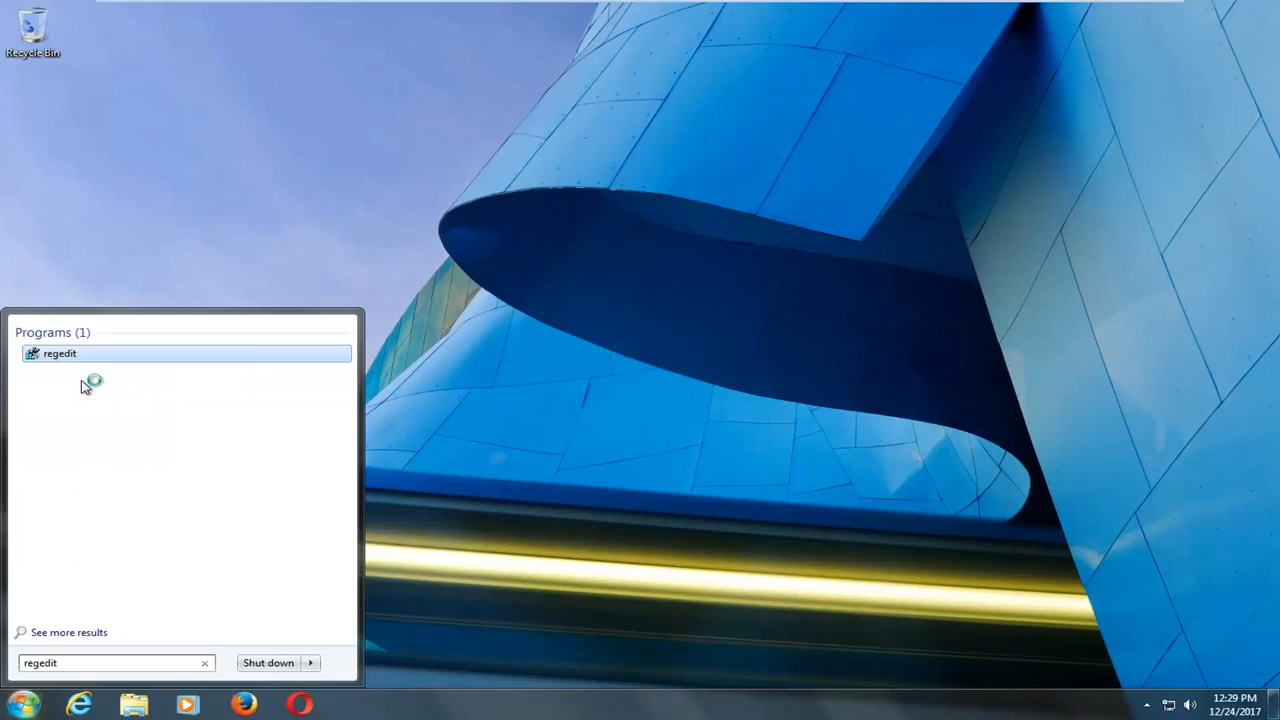 Recycle Bin
Programs (1)
regedit
See more results
regedit
Shut down
12:29 PM
12/24/2017